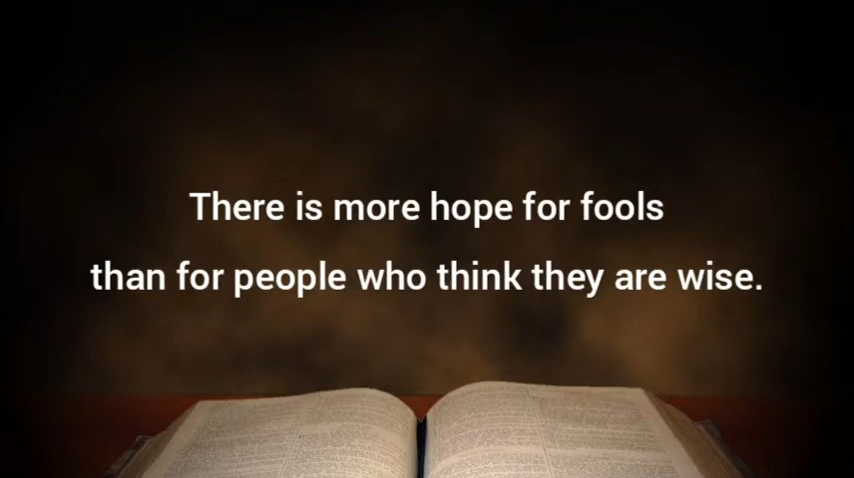 There is more hope for fools
than for people who think they are wise.